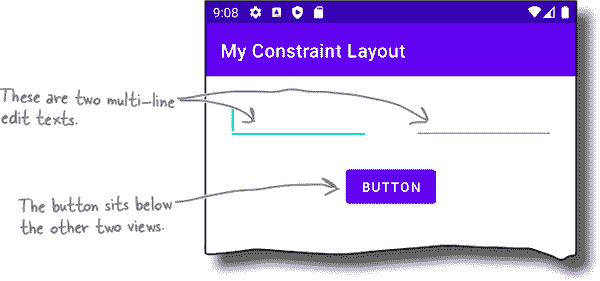 9:08
My Constraint Layout
These are two multi-line
edit texts.
BUTTON
The button sits below
the other two views.